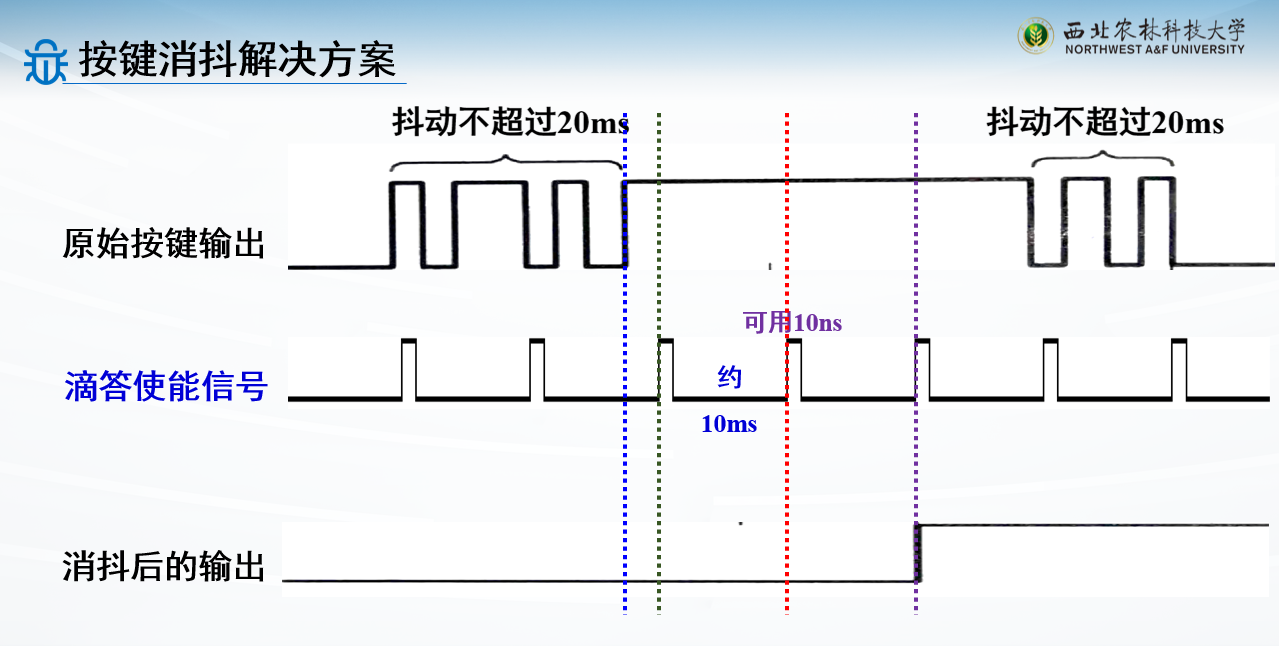 按键消抖解决方案
西北农林科技大学
NORTHWEST A&F UNIVERSITY
抖动不超过20ms
抖动不超过20ms
原始按键输出
可用10ns
滴答使能信号
约
10ms
消抖后的输出